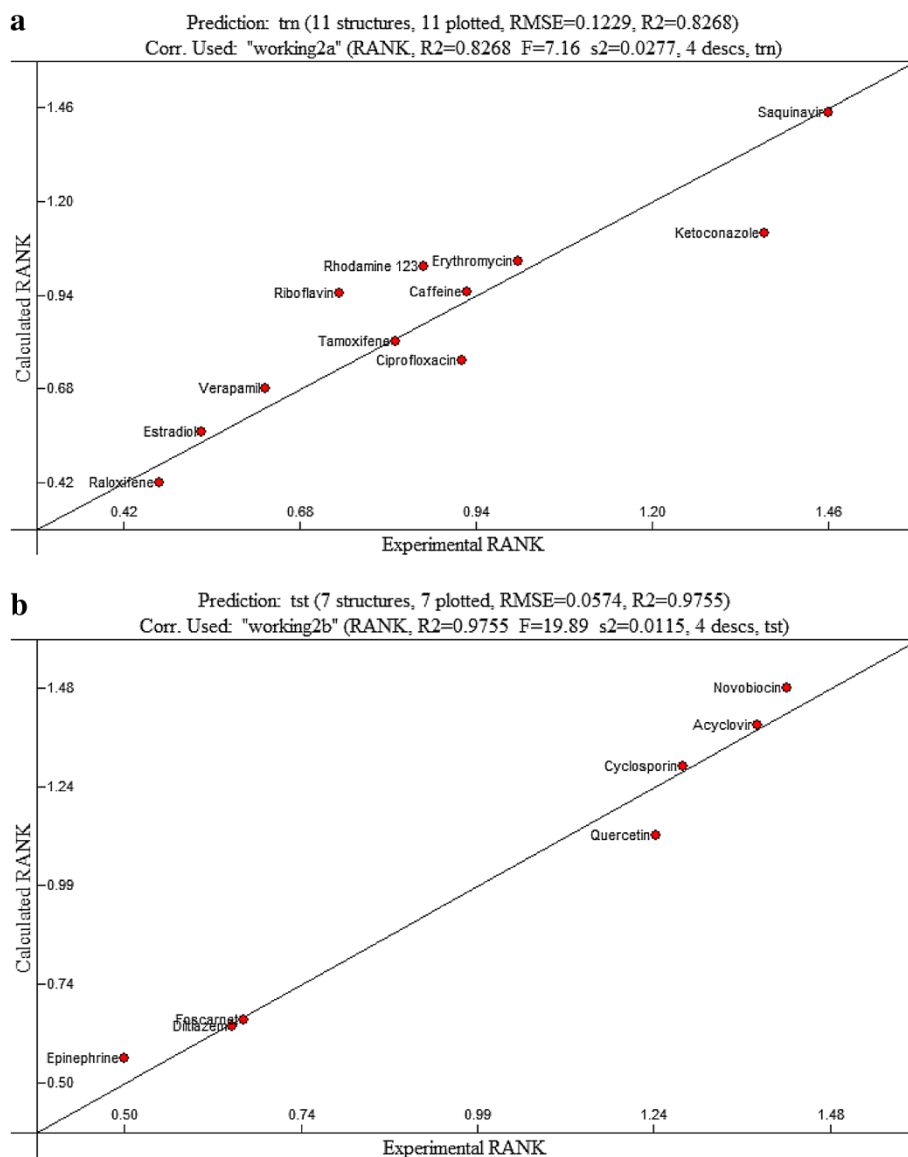 a
Prediction: trn (11 structures, 11 plotted, RMSE=0.1229, R2=0.8268)
Corr. Used: "working2a" (RANK, R2=0.8268 F=7.16 s2=0.0277, 4 descs, trn)
1.46
Saquinavir
1.20
Ketoconazole
Erythromycin
Rhodamine 123
0.94
Riboflavin
Caffeine
Tamoxifene
Ciprofloxacin
0.68
Verapamil
Estradiol
0.42
Raloxifene
Calculated RANK
0.42 0.68 0.94 1.20 1.46
Experimental RANK
b
Prediction: tst (7 structures, 7 plotted, RMSE=0.0574, R2=0.9755)
Corr. Used: "working2b" (RANK, R2=0.9755 F=19.89 s2=0.0115, 4 descs, tst)
1.48
Novobiocin
Acyclovir
Cyclosporin
1.24
Quercetin
0.99
0.74
Foscarnet
Diltiazem
Epinephrine
0.50
Calculated RANK
0.50 0.74 0.99 1.24 1.48
Experimental RANK